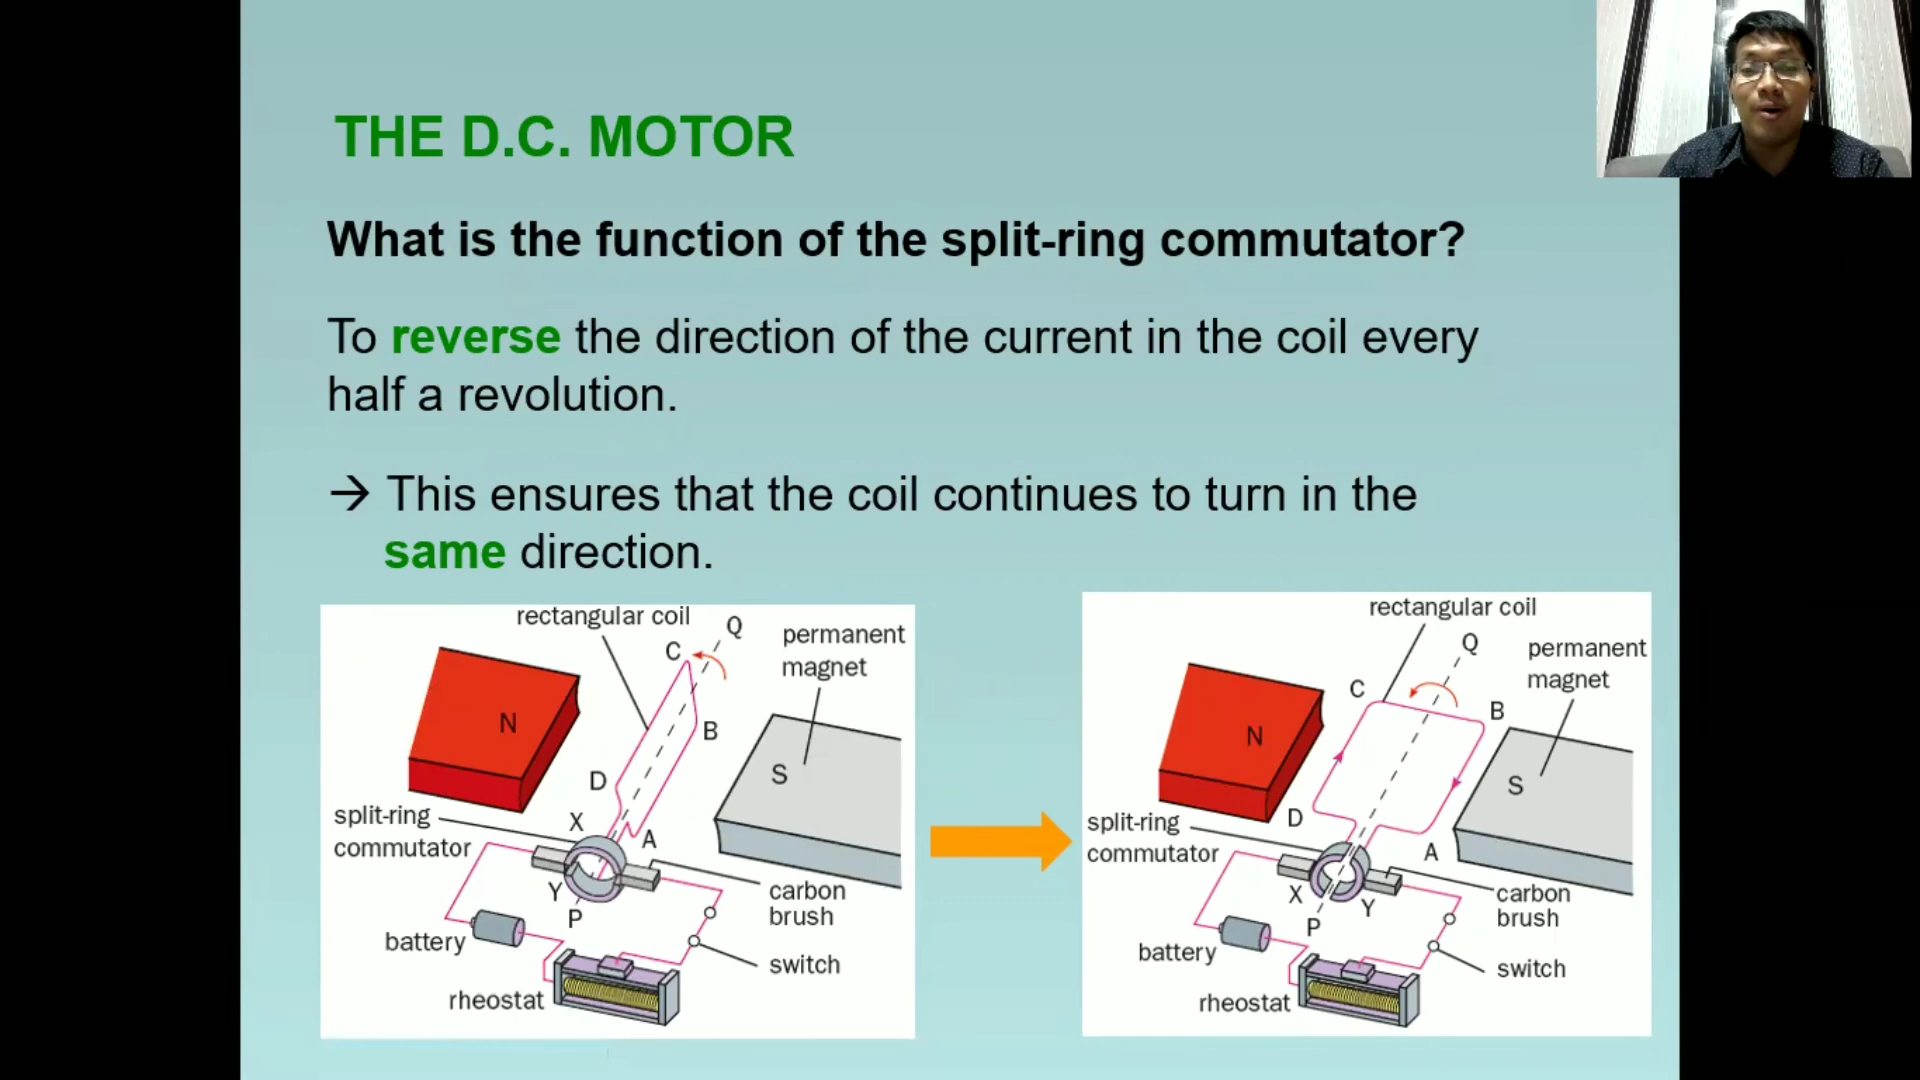 THE D.C. MOTOR
What is the function of the split-ring commutator?
To reverse the direction of the current in the coil every
half a revolution.
→ This ensures that the coil continues to turn in the
same direction.
rectangular coil
Q
permanent
magnet
C
B
N
S
D
X
A
split-ring
commutator
Y
P
carbon
brush
battery
switch
rheostat
rectangular coil
Q
permanent
magnet
C
B
N
S
D
split-ring
commutator
A
X
Y
P
carbon
brush
battery
switch
rheostat